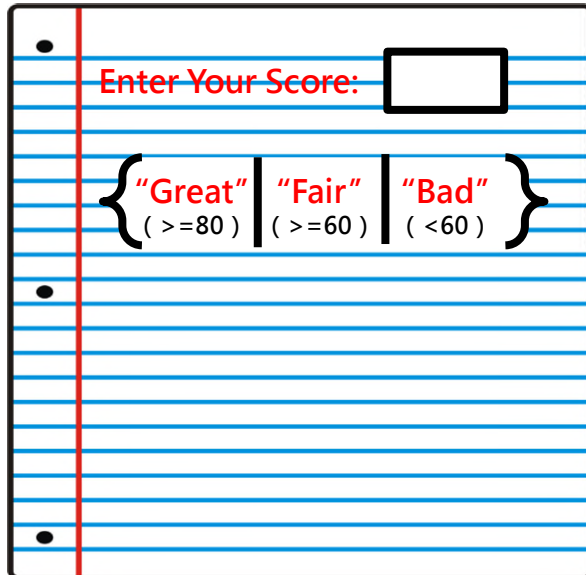 Enter Your Score:
“Great” “Fair” “Bad”
( >=80 ) ( >=60 ) ( <60 )